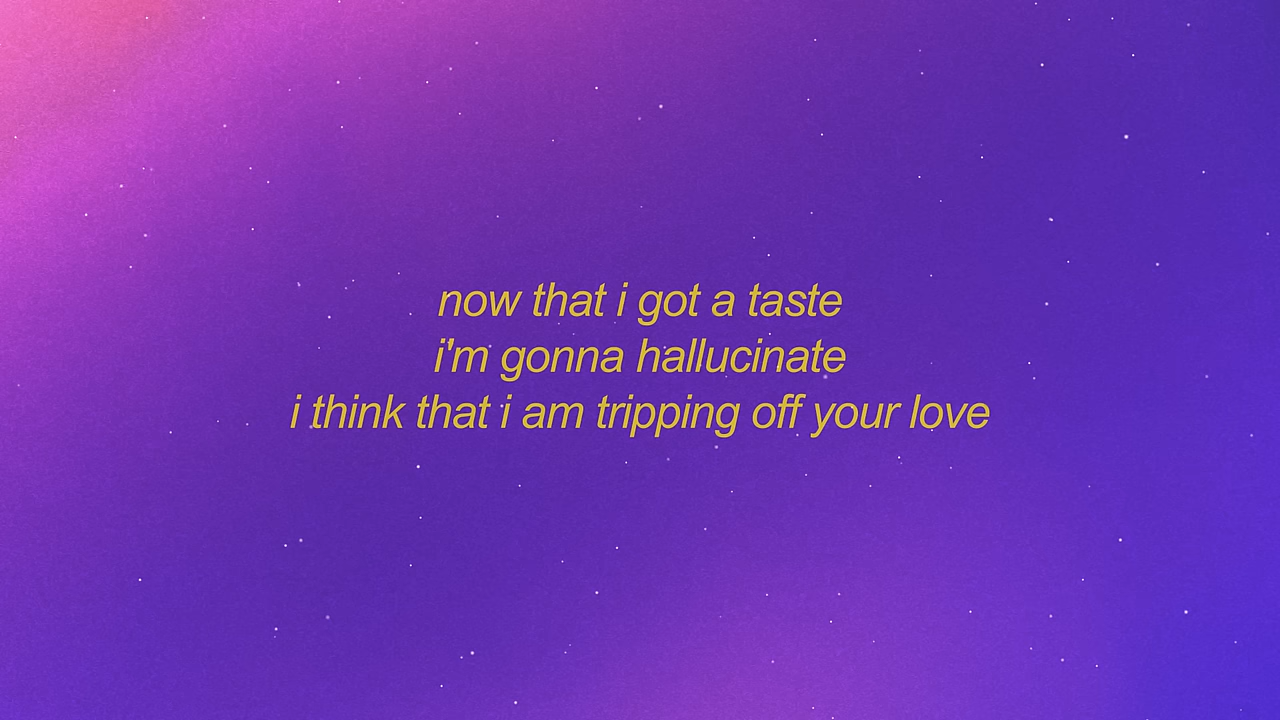 now that i got a taste
i'm gonna hallucinate
i think that i am tripping off your love